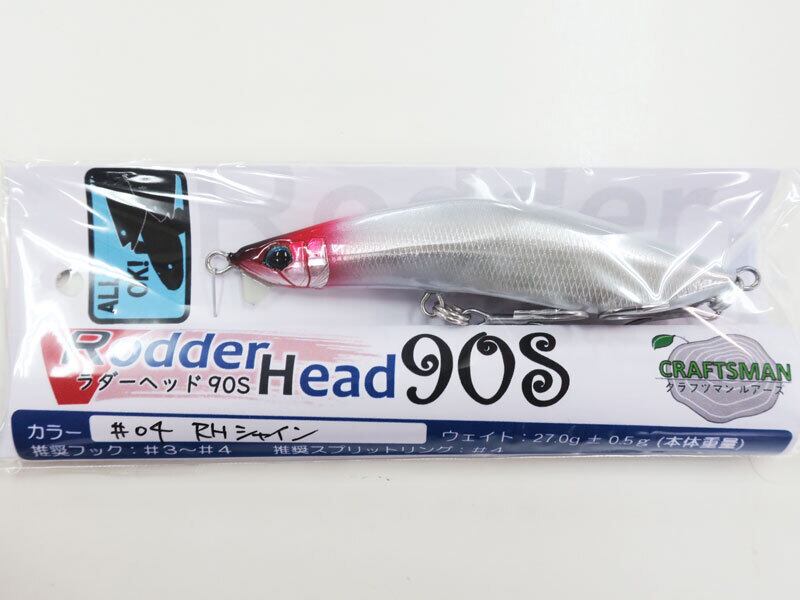 Rodder
ALL
OK!
Rodder Head 90S
ラダーヘッド90S
CRAFTSMAN
クラフツマンルアーズ
カラー #04 RHシャイン
ウェイト:27.0g ± 0.5g (本体重量)
推奨フック:#3～#4 推奨スプリットリング:#4